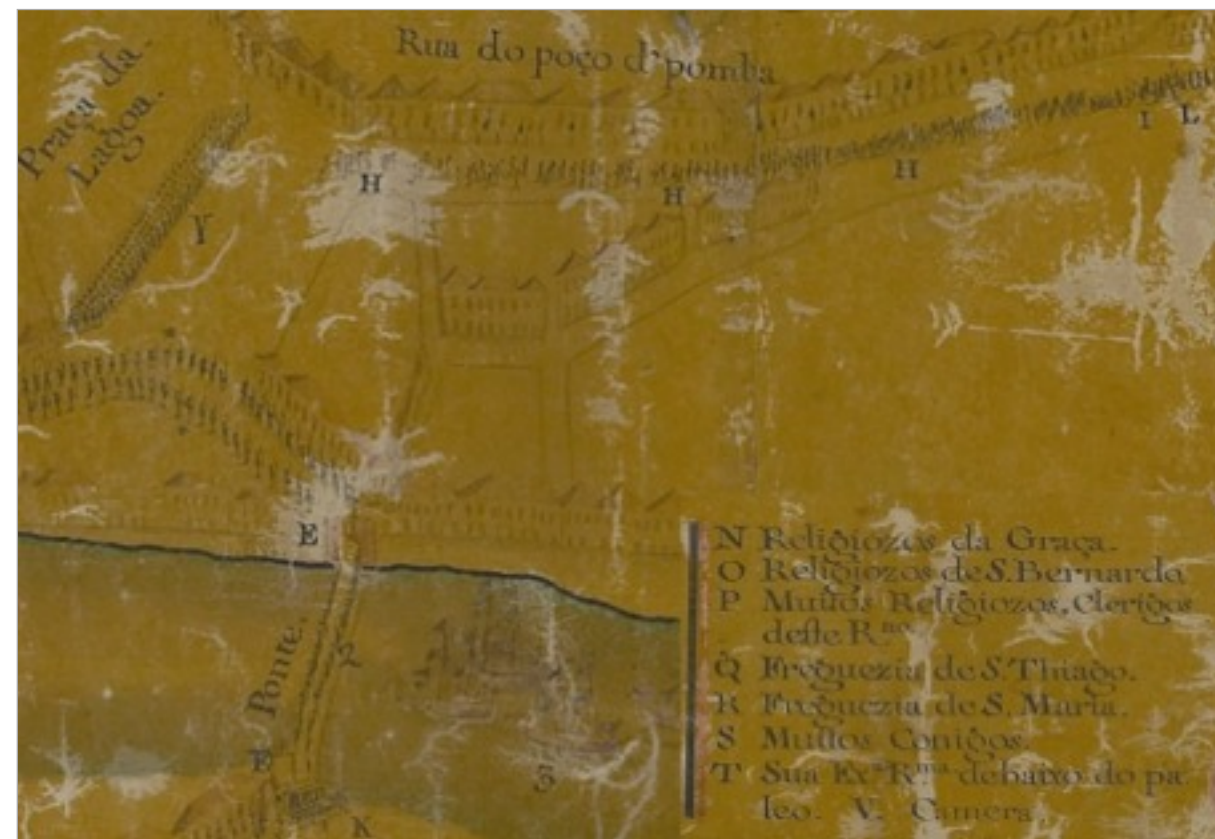 Rua do poço d'pomba
Praça da
Lagoa.
I L
H
H
H
Y
E
Ponte.
2
E
S
K
N Religiozos da Graça.
O Religiozos de S. Bernardo
P Muitos Religiozos, Clerigos
deste R.^no
Q Freguezia de S. Thiago.
R Freguezia de S. Maria.
S Muitos Conigos.
T Sua Ex.^a R.^ma debaixo do pa
leo. V. Camera,